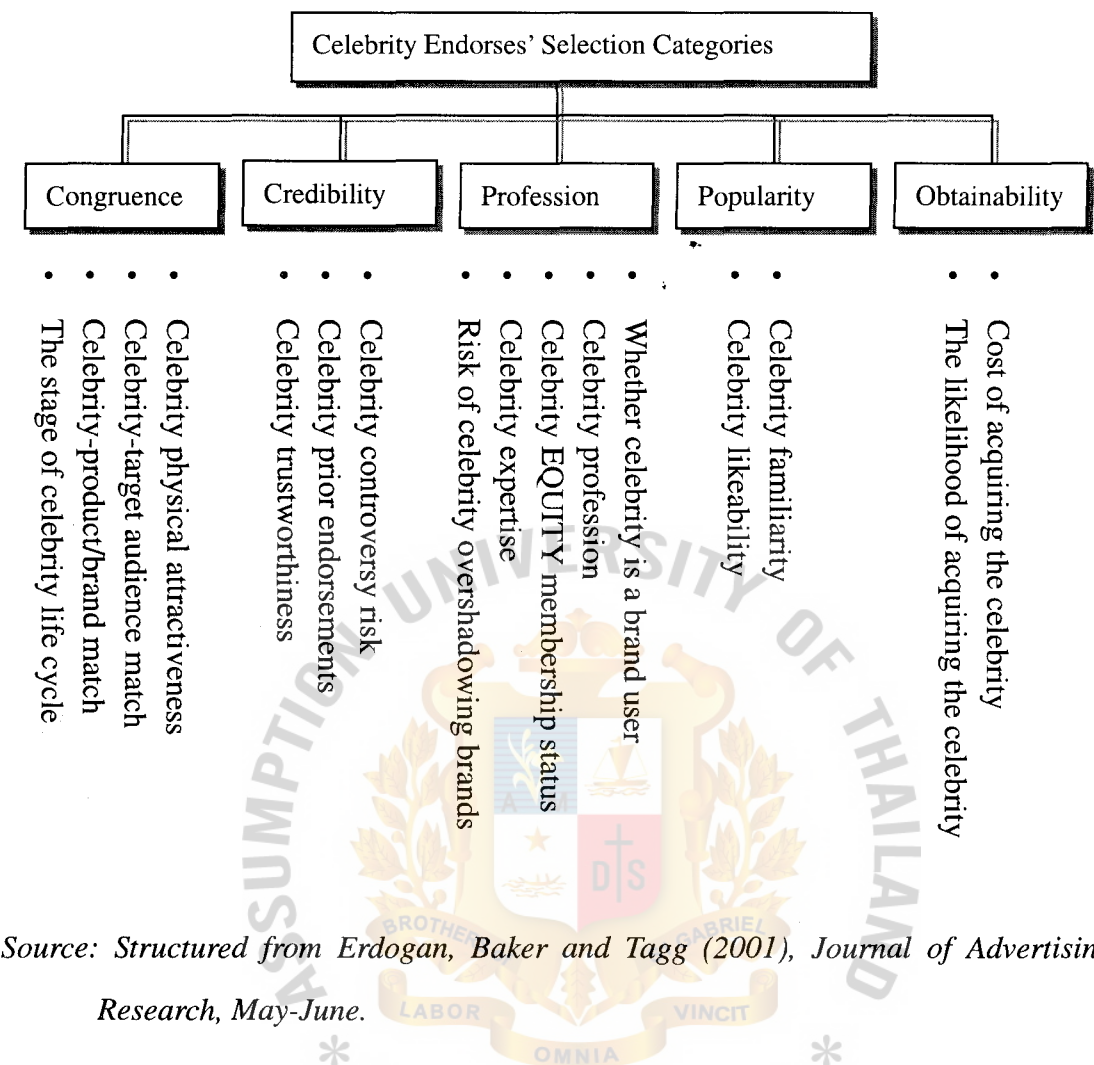 Celebrity Endorses’ Selection Categories
Congruence
Credibility
Profession
Popularity
Obtainability
• Celebrity physical attractiveness
• Celebrity-target audience match
• Celebrity-product/brand match
• The stage of celebrity life cycle
• Celebrity controversy risk
• Celebrity prior endorsements
• Celebrity trustworthiness
• Whether celebrity is a brand user
• Celebrity profession
• Celebrity EQUITY membership status
• Celebrity expertise
• Risk of celebrity overshadowing brands
• Celebrity familiarity
• Celebrity likeability
• Cost of acquiring the celebrity
• The likelihood of acquiring the celebrity
ASSUMPTION UNIVERSITY OF THAILAND
A M
D S
BROTHERS
GABRIEL
LABOR
VINCIT
OMNIA
* *
Source: Structured from Erdogan, Baker and Tagg (2001), Journal of Advertisin
Research, May-June.